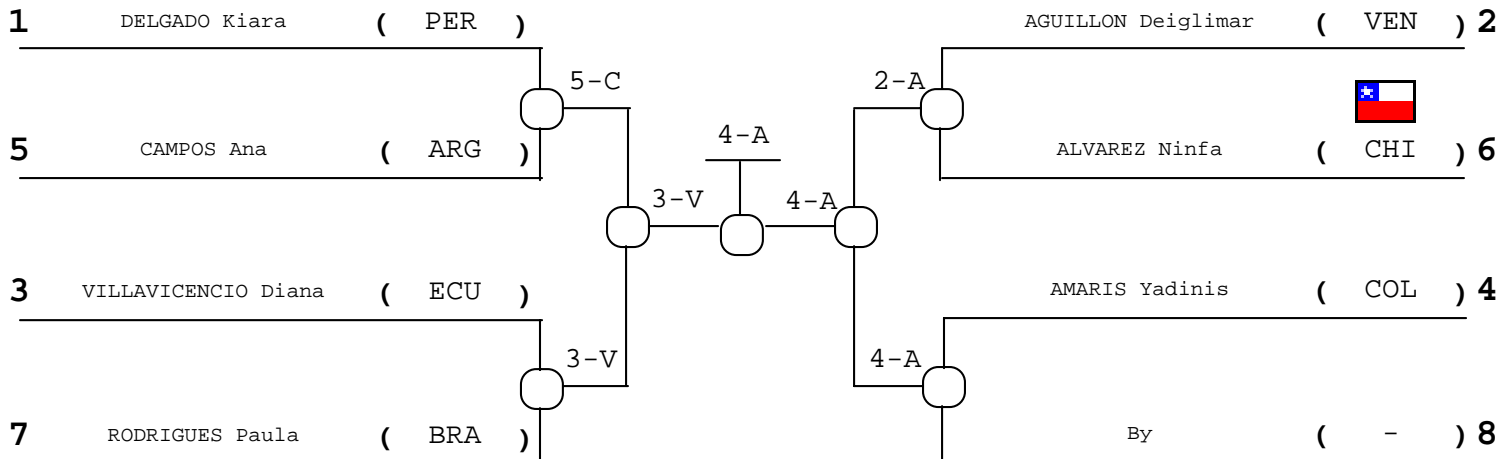 1 DELGADO Kiara ( PER ) AGUILLON Deiglimar ( VEN ) 2
5-C 2-A
4-A
5 CAMPOS Ana ( ARG ) ALVAREZ Ninfa ( CHI ) 6
3-V 4-A
3 VILLAVICENCIO Diana ( ECU ) AMARIS Yadinis ( COL ) 4
3-V 4-A
7 RODRIGUES Paula ( BRA ) By ( - ) 8